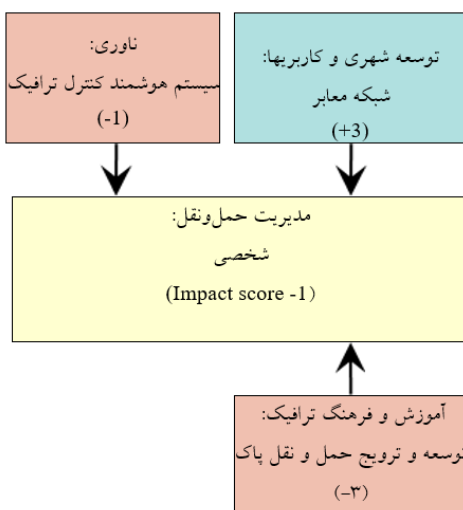 ناوری:
سیستم هوشمند کنترل ترافیک
(-1)
توسعه شهری و کاربریها:
شبکه معابر
(+3)
مدیریت حمل‌ونقل:
شخصی
(Impact score -1)
آموزش و فرهنگ ترافیک:
توسعه و ترویج حمل و نقل پاک
(−۳)